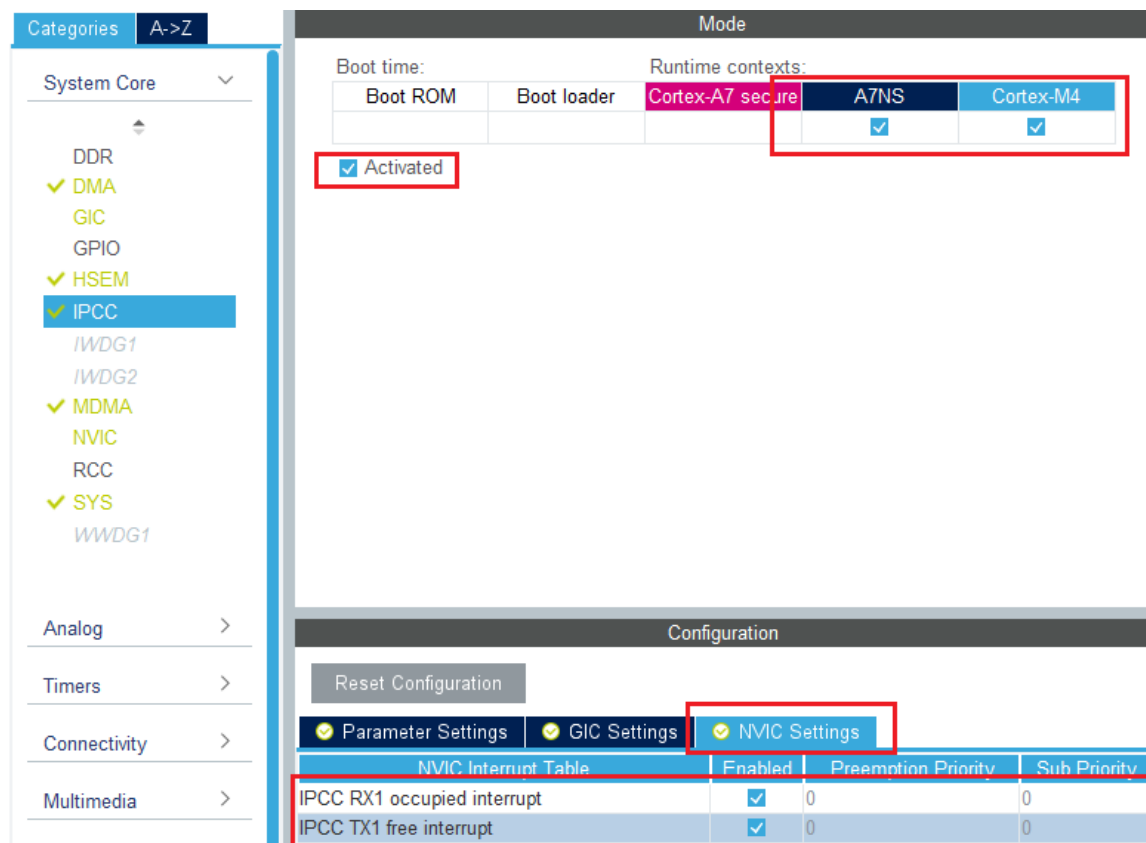 Categories A->Z
System Core
DDR
DMA
GIC
GPIO
HSEM
IPCC
IWDG1
IWDG2
MDMA
NVIC
RCC
SYS
WWDG1
Analog
Timers
Connectivity
Multimedia
Mode
Boot time: Runtime contexts:
Boot ROM Boot loader Cortex-A7 secure A7NS Cortex-M4
Activated
Configuration
Reset Configuration
Parameter Settings GIC Settings NVIC Settings
NVIC Interrupt Table Enabled Preemption Priority Sub Priority
IPCC RX1 occupied interrupt 0 0
IPCC TX1 free interrupt 0 0